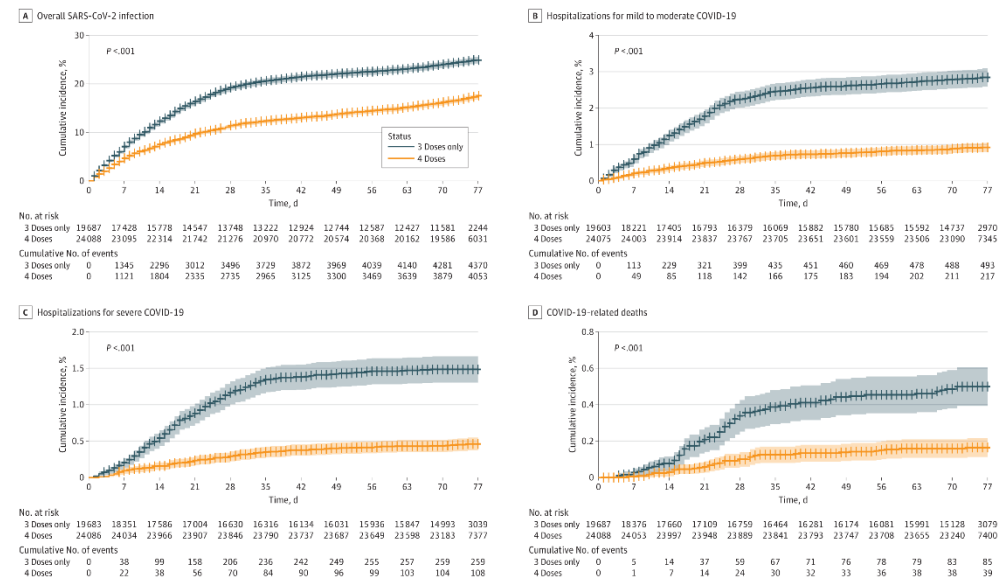 A Overall SARS-CoV-2 infection
30
20
10
0
Cumulative incidence, %
P <.001
Status
3 Doses only
4 Doses
0 7 14 21 28 35 42 49 56 63 70 77
Time, d
No. at risk
3 Doses only 19687 17428 15778 14547 13748 13222 12924 12744 12587 12427 11581 2244
4 Doses 24088 23095 22314 21742 21276 20970 20772 20574 20368 20162 19586 6031
Cumulative No. of events
3 Doses only 0 1345 2296 3012 3496 3729 3872 3969 4039 4140 4281 4370
4 Doses 0 1121 1804 2335 2735 2965 3125 3300 3469 3639 3879 4053
B Hospitalizations for mild to moderate COVID-19
4
3
2
1
0
Cumulative incidence, %
P <.001
0 7 14 21 28 35 42 49 56 63 70 77
Time, d
No. at risk
3 Doses only 19603 18221 17405 16793 16379 16069 15882 15780 15685 15592 14737 2970
4 Doses 24075 24003 23914 23837 23767 23705 23651 23601 23559 23506 23090 7345
Cumulative No. of events
3 Doses only 0 113 229 321 399 435 451 460 469 478 488 493
4 Doses 0 49 85 118 142 166 175 183 194 202 211 217
C Hospitalizations for severe COVID-19
2.0
1.5
1.0
0.5
0
Cumulative incidence, %
P <.001
0 7 14 21 28 35 42 49 56 63 70 77
Time, d
No. at risk
3 Doses only 19683 18351 17586 17004 16630 16316 16134 16031 15936 15847 14993 3039
4 Doses 24086 24034 23966 23907 23846 23790 23737 23687 23649 23598 23183 7377
Cumulative No. of events
3 Doses only 0 38 99 158 206 236 242 249 255 257 259 259
4 Doses 0 22 38 56 70 84 90 96 99 103 104 108
D COVID-19-related deaths
0.8
0.6
0.4
0.2
0
Cumulative incidence, %
P <.001
0 7 14 21 28 35 42 49 56 63 70 77
Time, d
No. at risk
3 Doses only 19687 18376 17660 17109 16759 16464 16281 16174 16081 15991 15128 3079
4 Doses 24088 24053 23997 23948 23889 23841 23793 23747 23708 23655 23240 7400
Cumulative No. of events
3 Doses only 0 5 14 37 59 67 71 76 78 79 83 85
4 Doses 0 1 7 14 24 30 32 33 36 38 38 39